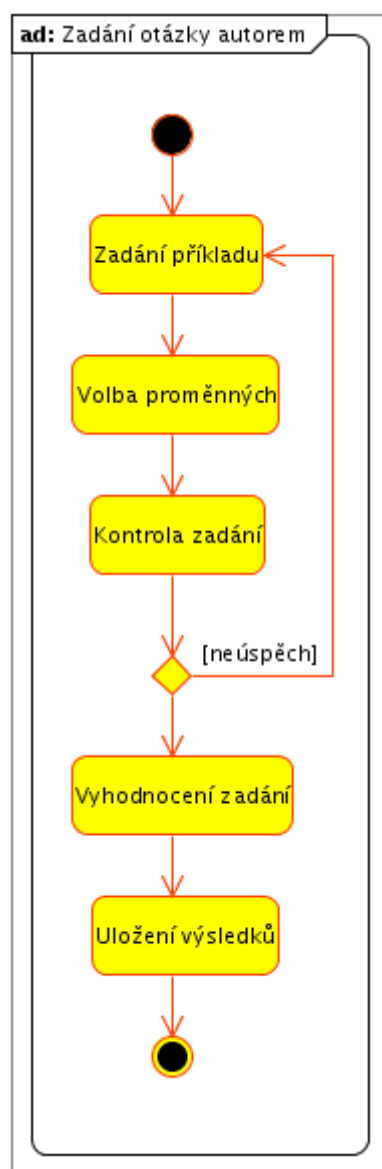 ad: Zadání otázky autorem
Zadání příkladu
Volba proměnných
Kontrola zadání
[neúspěch]
Vyhodnocení zadání
Uložení výsledků